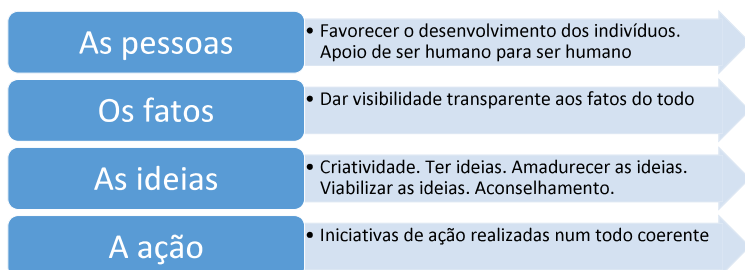 As pessoas
• Favorecer o desenvolvimento dos indivíduos.
Apoio de ser humano para ser humano
Os fatos
• Dar visibilidade transparente aos fatos do todo
As ideias
• Criatividade. Ter ideias. Amadurecer as ideias.
Viabilizar as ideias. Aconselhamento.
A ação
• Iniciativas de ação realizadas num todo coerente